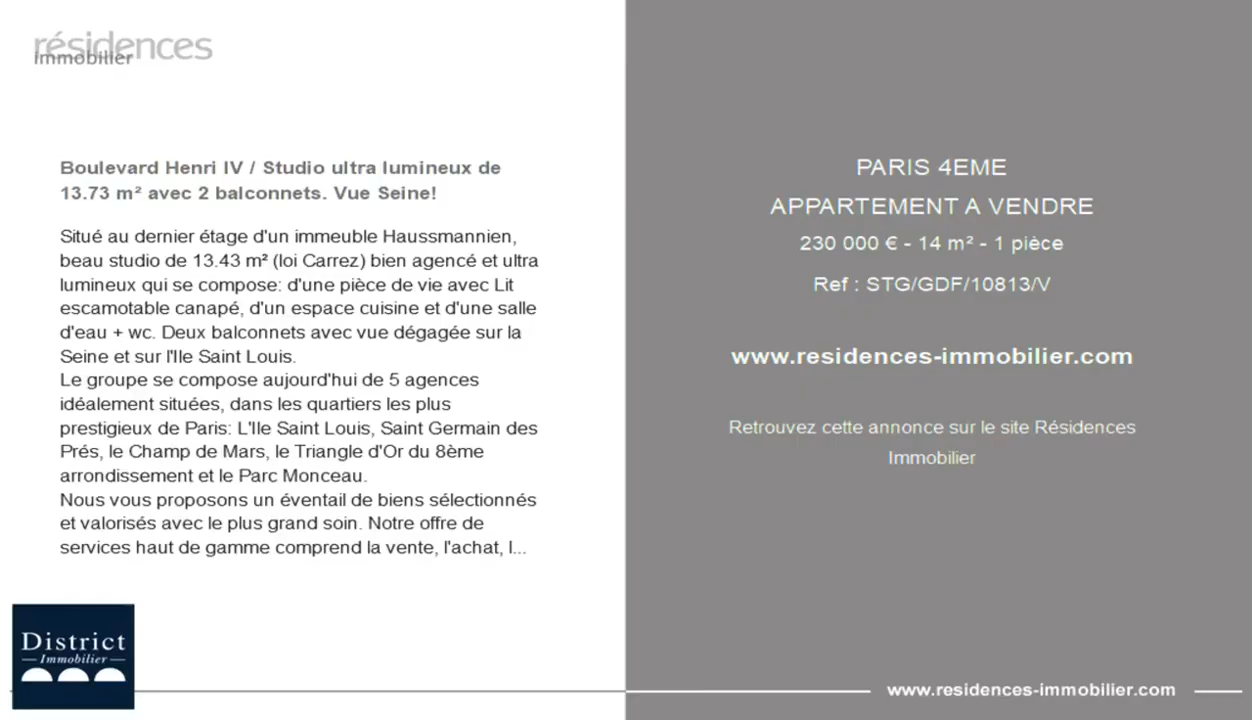 résidences
immobilier
Boulevard Henri IV / Studio ultra lumineux de
13.73 m² avec 2 balconnets. Vue Seine!
Situé au dernier étage d'un immeuble Haussmannien,
beau studio de 13.43 m² (loi Carrez) bien agencé et ultra
lumineux qui se compose: d'une pièce de vie avec Lit
escamotable canapé, d'un espace cuisine et d'une salle
d'eau + wc. Deux balconnets avec vue dégagée sur la
Seine et sur l'Ile Saint Louis.
Le groupe se compose aujourd'hui de 5 agences
idéalement situées, dans les quartiers les plus
prestigieux de Paris: L'Ile Saint Louis, Saint Germain des
Prés, le Champ de Mars, le Triangle d'Or du 8ème
arrondissement et le Parc Monceau.
Nous vous proposons un éventail de biens sélectionnés
et valorisés avec le plus grand soin. Notre offre de
services haut de gamme comprend la vente, l'achat, l...
District
Immobilier
PARIS 4EME
APPARTEMENT A VENDRE
230 000 € - 14 m² - 1 pièce
Ref : STG/GDF/10813/V
www.residences-immobilier.com
Retrouvez cette annonce sur le site Résidences
Immobilier
www.residences-immobilier.com